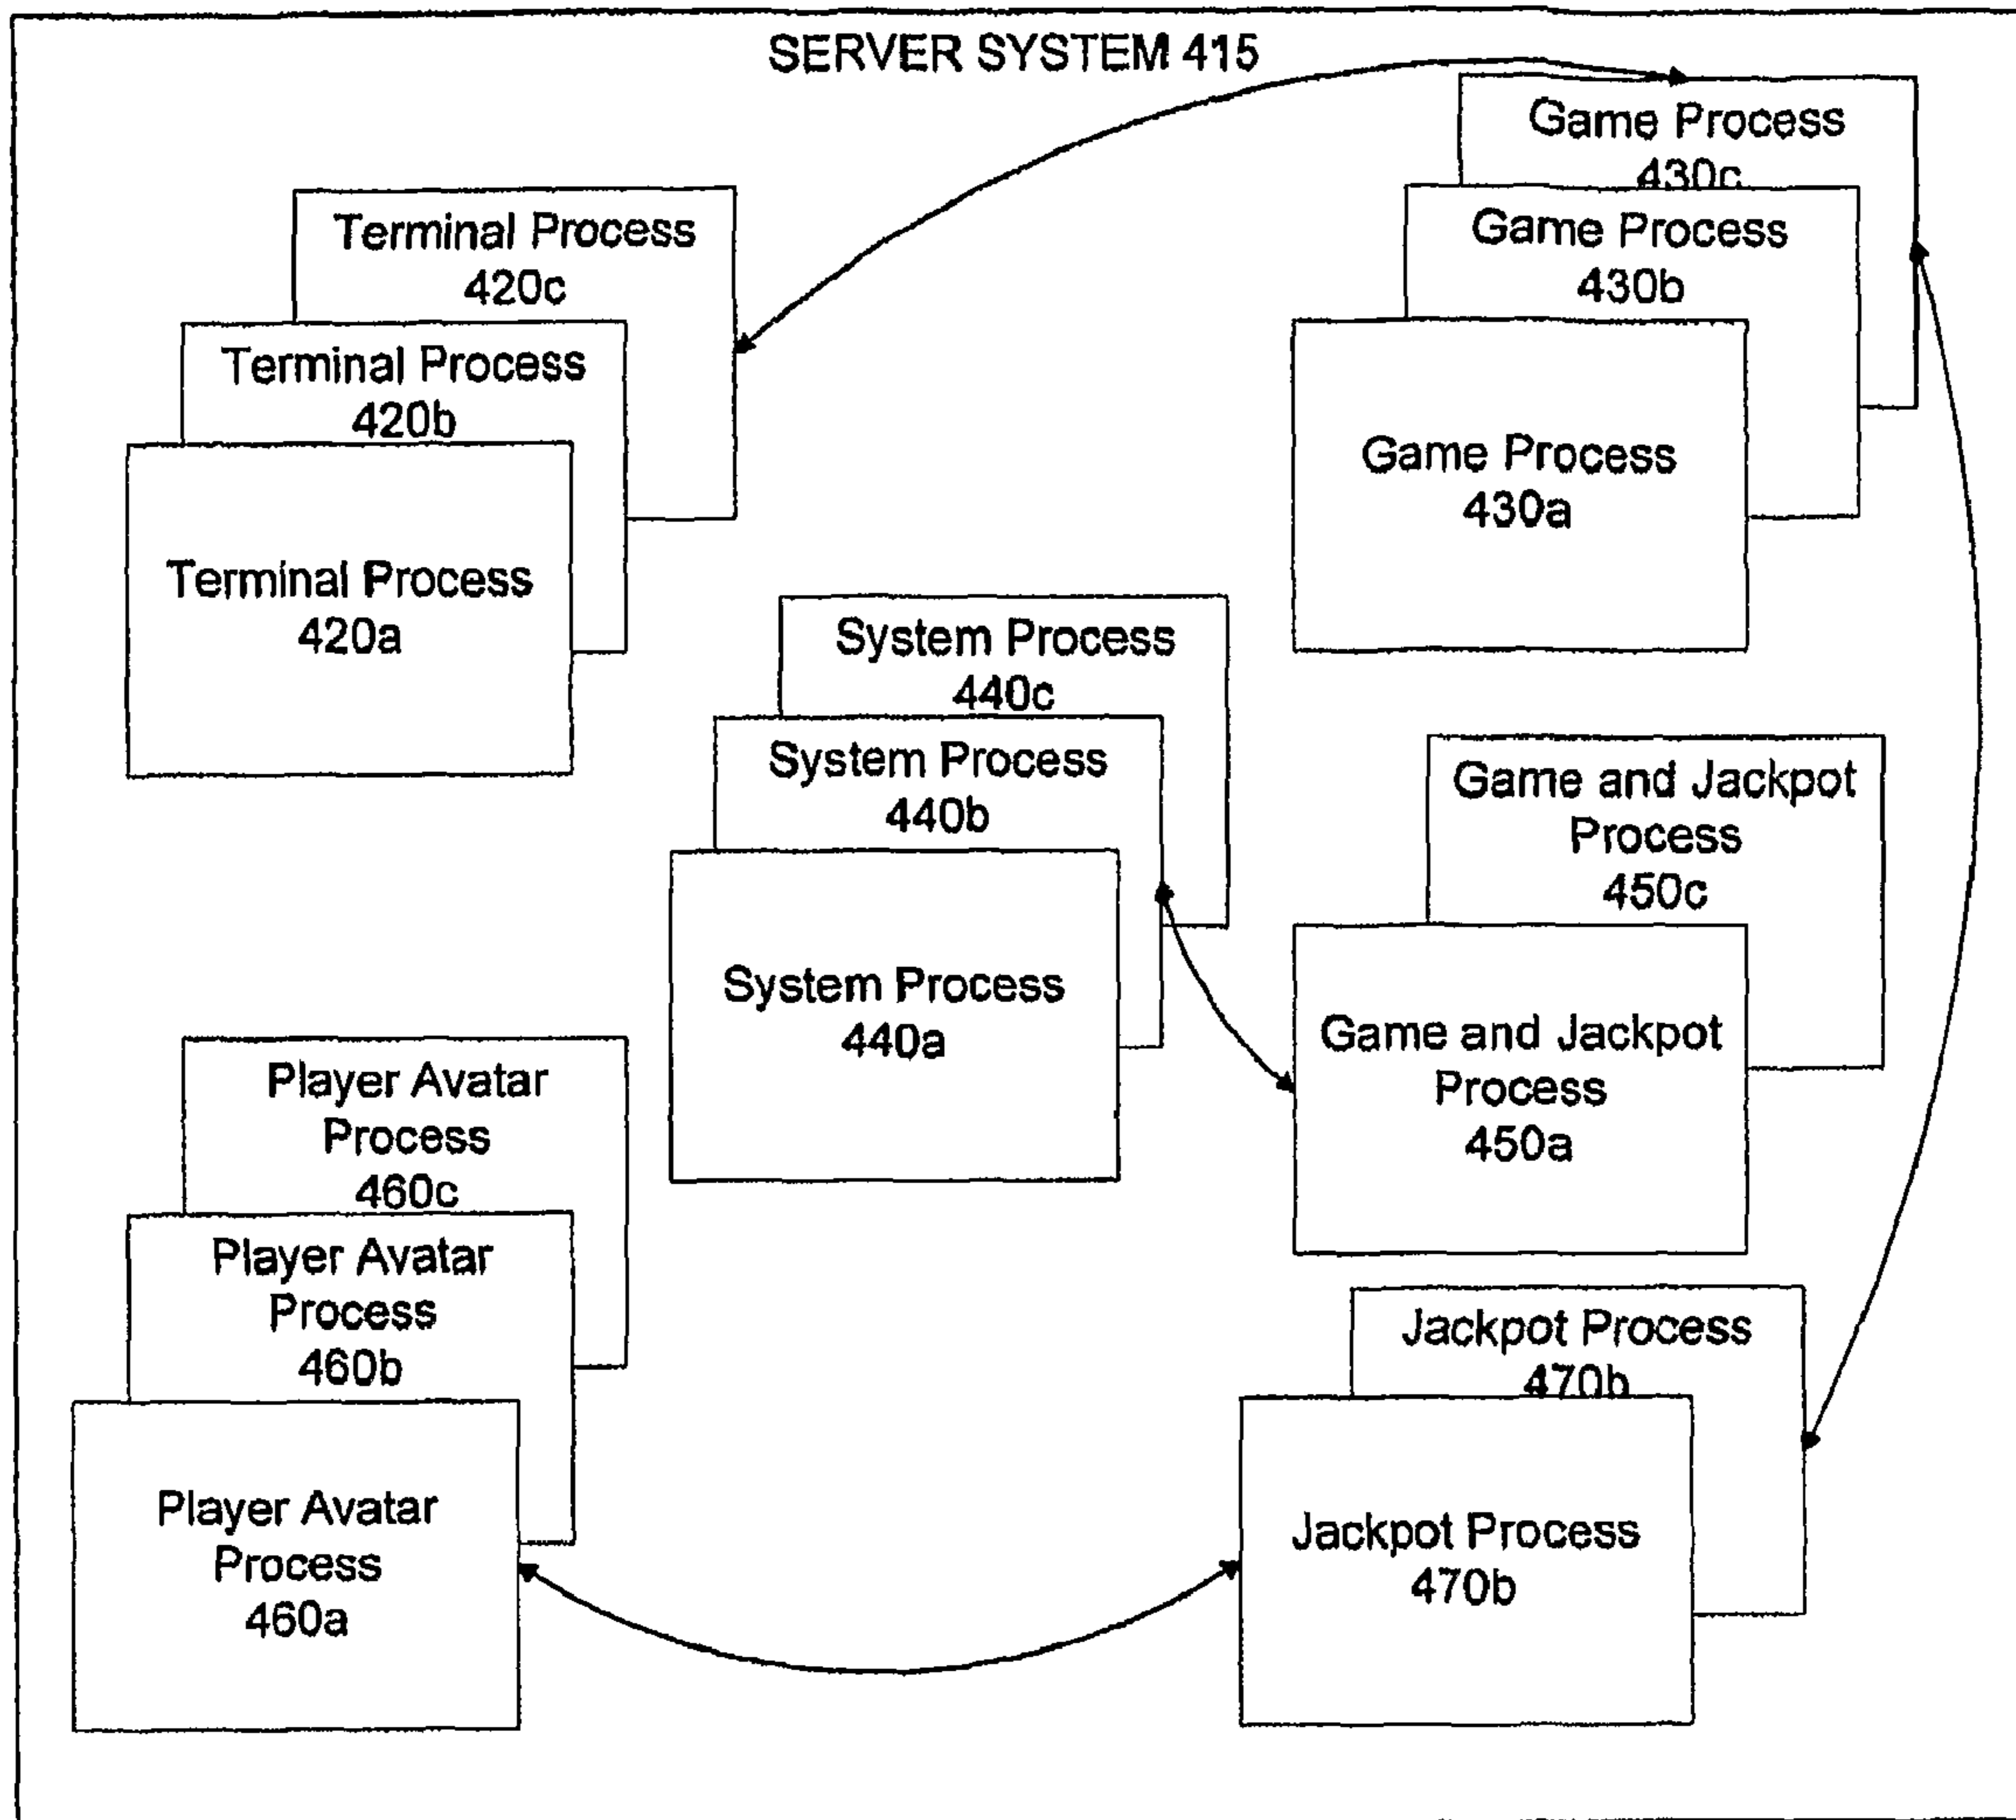 SERVER SYSTEM 415
Game Process
430c
Game Process
430b
Game Process
430a
Terminal Process
420c
Terminal Process
420b
Terminal Process
420a
System Process
440c
System Process
440b
System Process
440a
Game and Jackpot
Process
450c
Game and Jackpot
Process
450a
Player Avatar
Process
460c
Player Avatar
Process
460b
Player Avatar
Process
460a
Jackpot Process
470b
Jackpot Process
470b